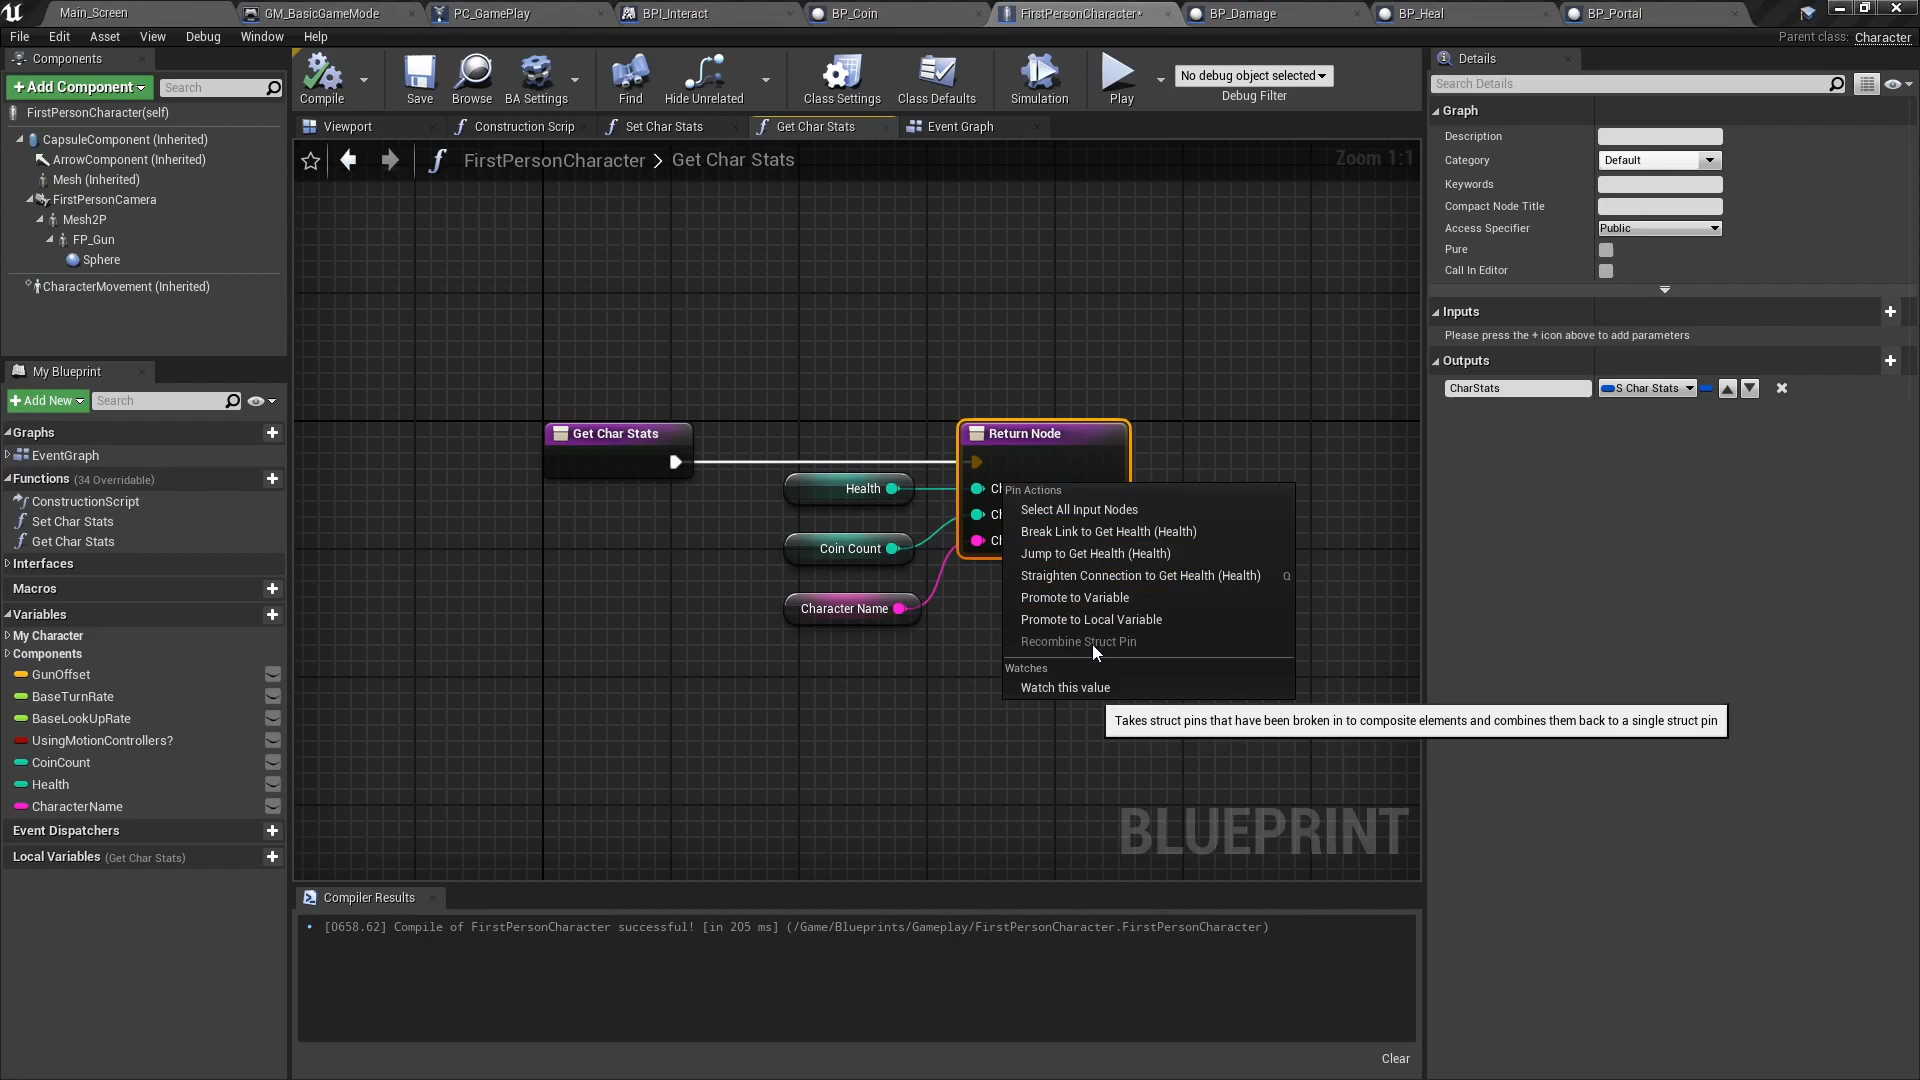 Main_Screen
GM_BasicGameMode
PC_GamePlay
BPI_Interact
BP_Coin
FirstPersonCharacter*
BP_Damage
BP_Heal
BP_Portal
File Edit Asset View Debug Window Help
Parent class: Character
Components
+ Add Component
Search
FirstPersonCharacter(self)
CapsuleComponent (Inherited)
ArrowComponent (Inherited)
Mesh (Inherited)
FirstPersonCamera
Mesh2P
FP_Gun
Sphere
CharacterMovement (Inherited)
My Blueprint
+ Add New
Search
Graphs
EventGraph
Functions (34 Overridable)
ConstructionScript
Set Char Stats
Get Char Stats
Interfaces
Macros
Variables
My Character
Components
GunOffset
BaseTurnRate
BaseLookUpRate
UsingMotionControllers?
CoinCount
Health
CharacterName
Event Dispatchers
Local Variables (Get Char Stats)
Compile
Save
Browse
BA Settings
Find
Hide Unrelated
Class Settings
Class Defaults
Simulation
Play
No debug object selected
Debug Filter
Viewport
Construction Scrip
Set Char Stats
Get Char Stats
Event Graph
FirstPersonCharacter > Get Char Stats
Zoom 1:1
Get Char Stats
Return Node
Health
Coin Count
Character Name
Pin Actions
Select All Input Nodes
Break Link to Get Health (Health)
Jump to Get Health (Health)
Straighten Connection to Get Health (Health) Q
Promote to Variable
Promote to Local Variable
Recombine Struct Pin
Watches
Watch this value
Takes struct pins that have been broken in to composite elements and combines them back to a single struct pin
BLUEPRINT
Compiler Results
• [0658.62] Compile of FirstPersonCharacter successful! [in 205 ms] (/Game/Blueprints/Gameplay/FirstPersonCharacter.FirstPersonCharacter)
Clear
Details
Search Details
Graph
Description
Category Default
Keywords
Compact Node Title
Access Specifier Public
Pure
Call In Editor
Inputs
Please press the + icon above to add parameters
Outputs
CharStats S Char Stats